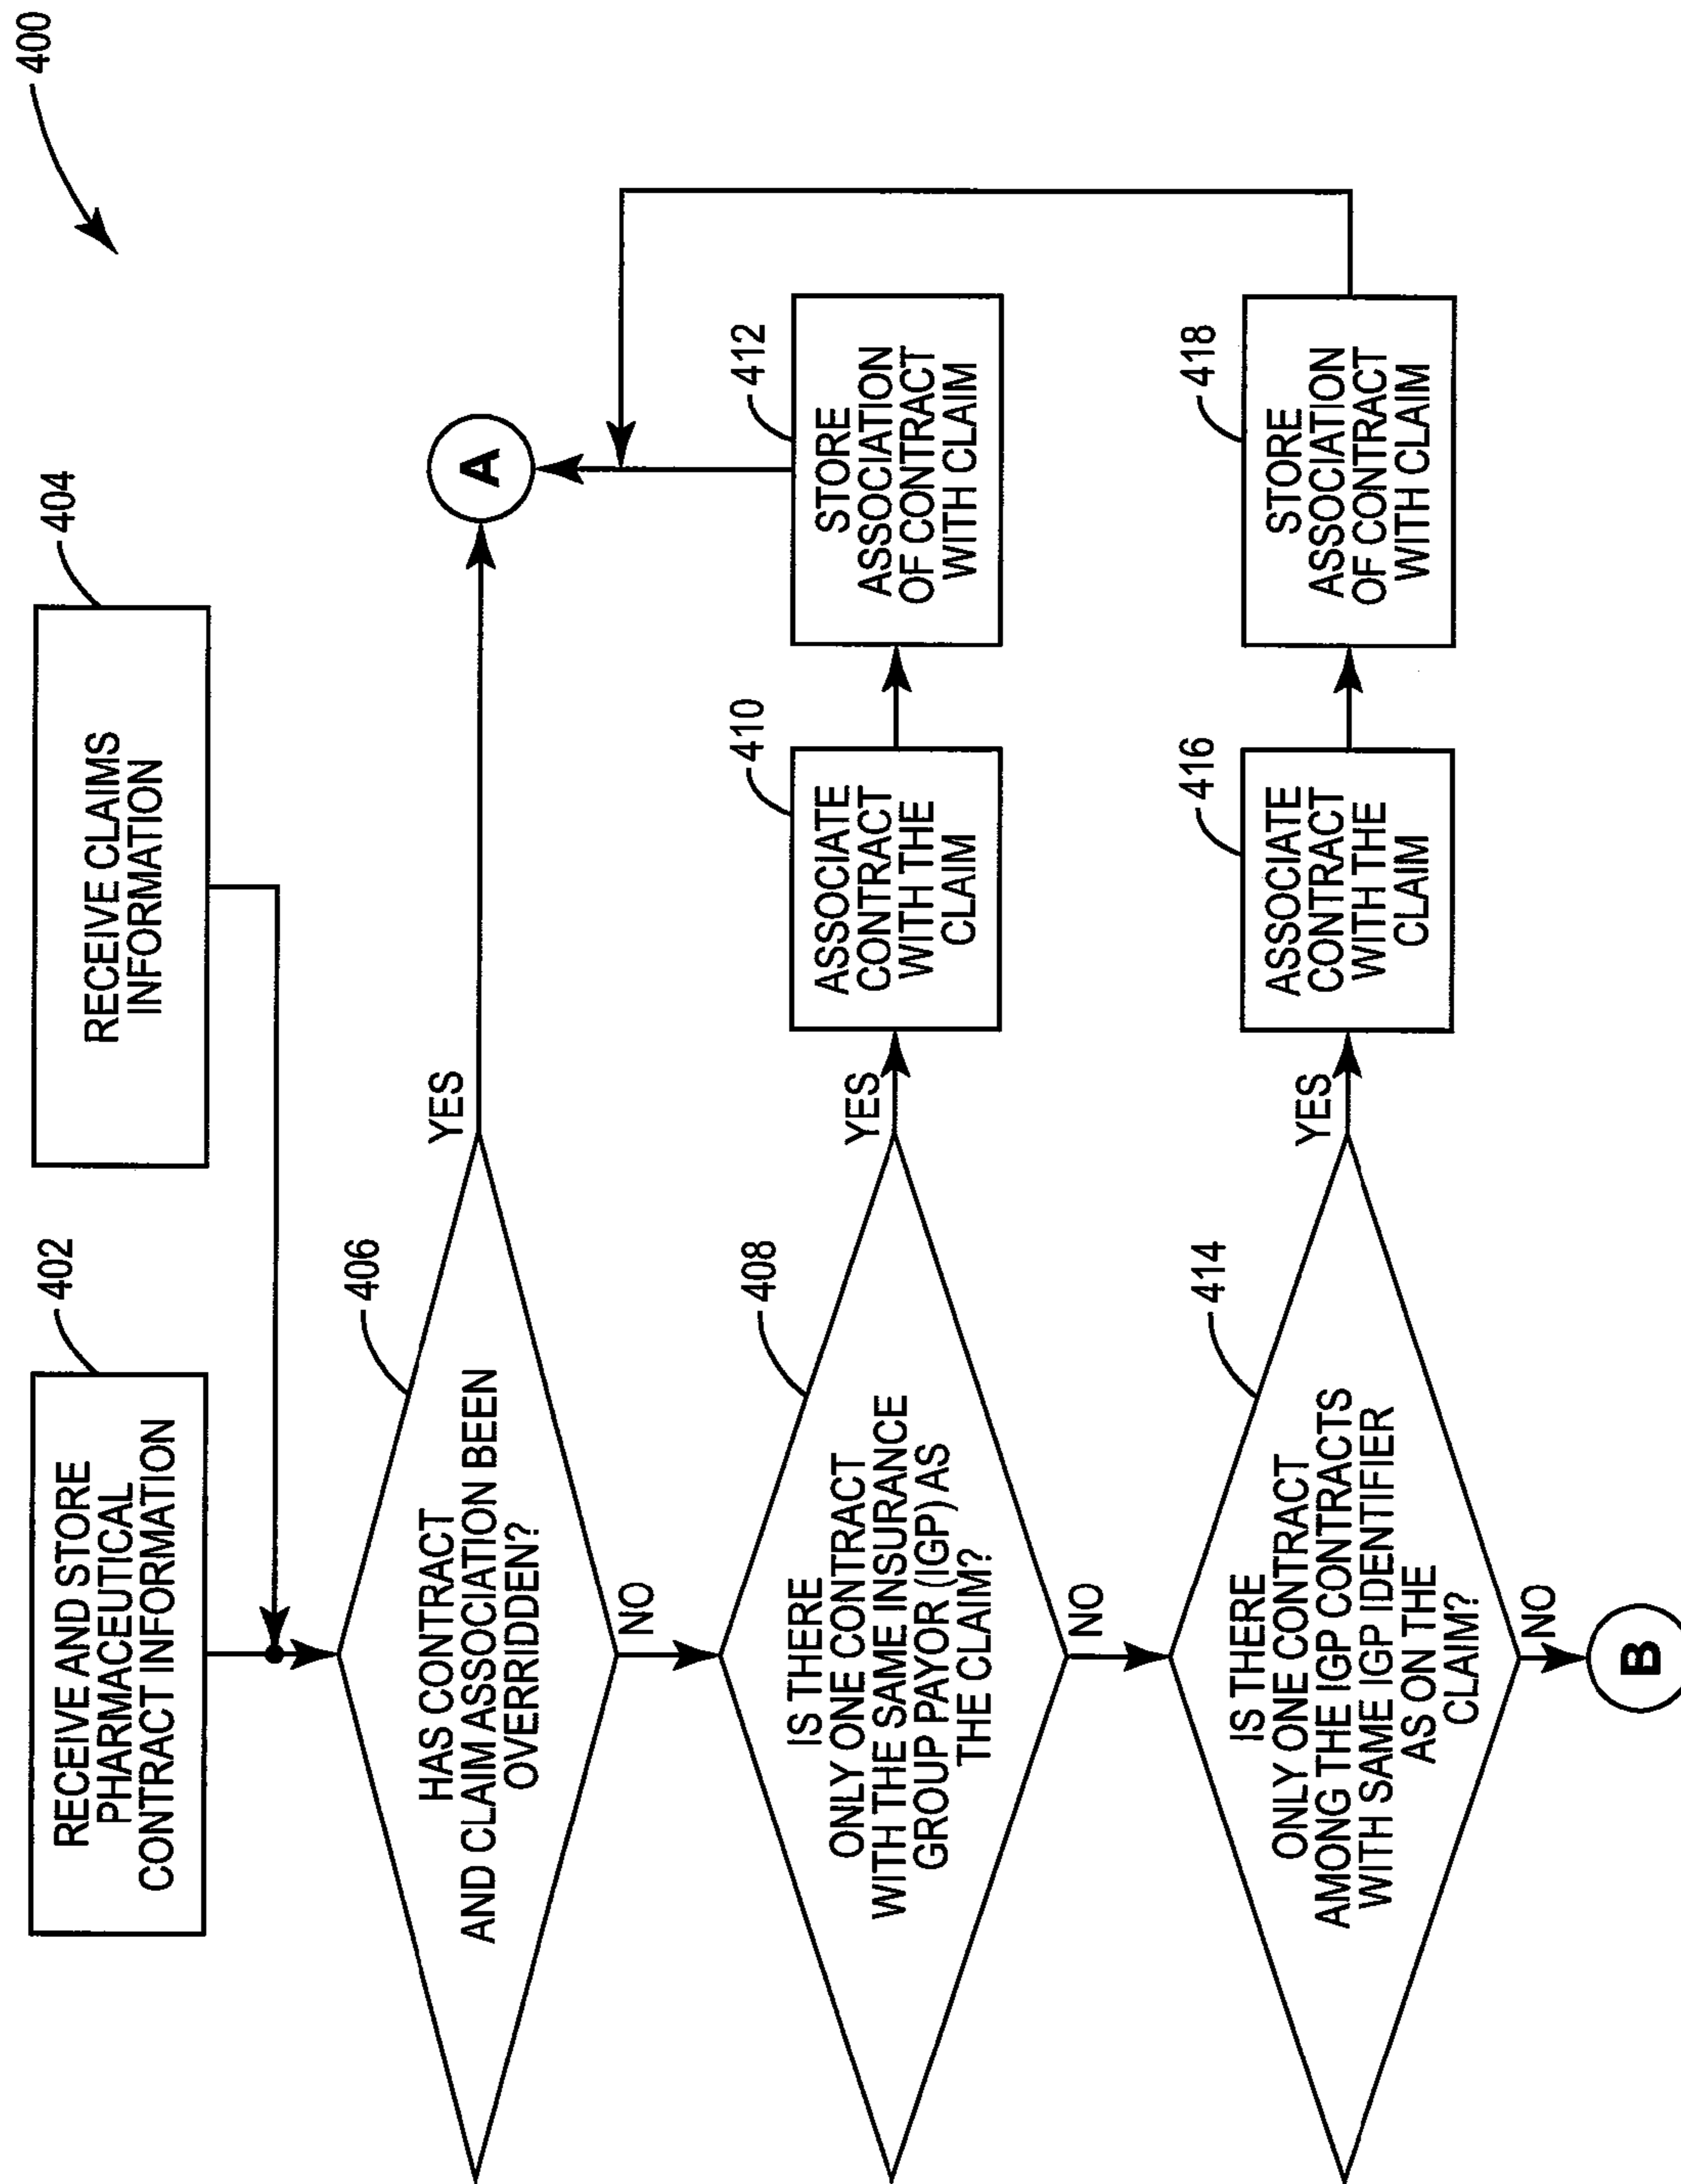 400
402
RECEIVE AND STORE
PHARMACEUTICAL
CONTRACT INFORMATION
404
RECEIVE CLAIMS
INFORMATION
406
HAS CONTRACT
AND CLAIM ASSOCIATION BEEN
OVERRIDDEN?
YES
A
NO
408
IS THERE
ONLY ONE CONTRACT
WITH THE SAME INSURANCE
GROUP PAYOR (IGP) AS
THE CLAIM?
YES
410
ASSOCIATE
CONTRACT
WITH THE
CLAIM
412
STORE
ASSOCIATION
OF CONTRACT
WITH CLAIM
NO
414
IS THERE
ONLY ONE CONTRACT
AMONG THE IGP CONTRACTS
WITH SAME IGP IDENTIFIER
AS ON THE
CLAIM?
YES
416
ASSOCIATE
CONTRACT
WITH THE
CLAIM
418
STORE
ASSOCIATION
OF CONTRACT
WITH CLAIM
NO
B